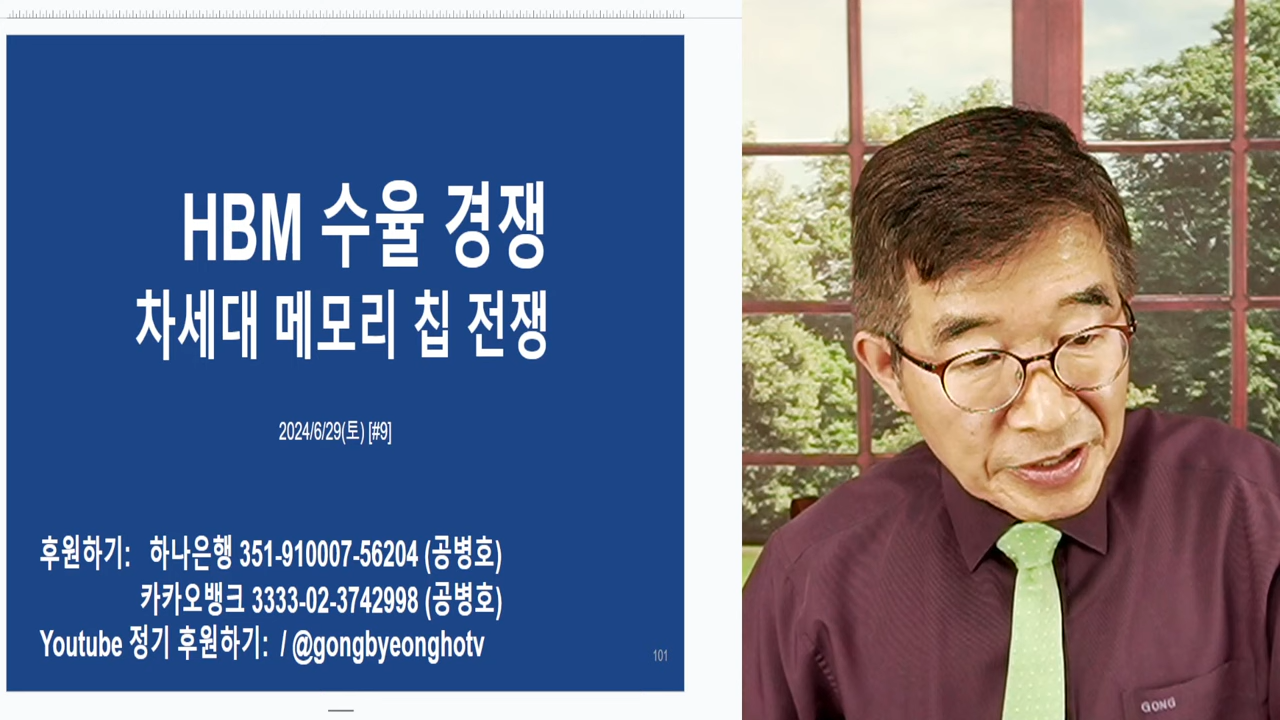 HBM 수율 경쟁
차세대 메모리 칩 전쟁
2024/6/29(토) [#9]
후원하기: 하나은행 351-910007-56204 (공병호)
카카오뱅크 3333-02-3742998 (공병호)
Youtube 정기 후원하기: / @gongbyeonghotv
101
GONG